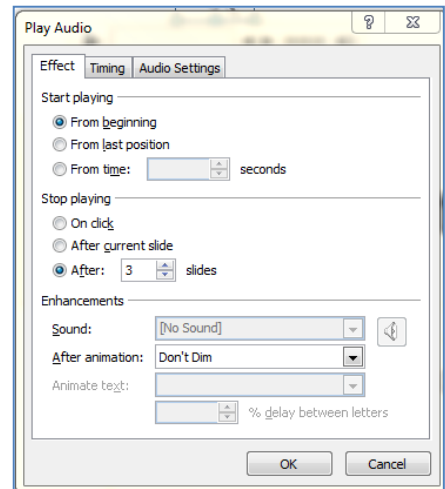 Play Audio
Effect Timing Audio Settings
Start playing
From beginning
From last position
From time: seconds
Stop playing
On click
After current slide
After: 3 slides
Enhancements
Sound: [No Sound]
After animation: Don't Dim
Animate text:
% delay between letters
OK Cancel